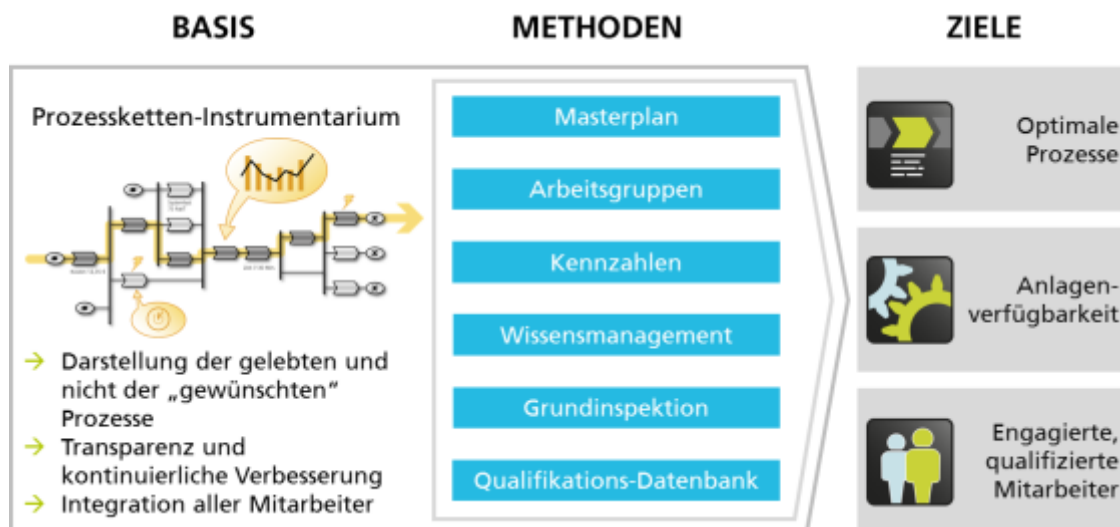 BASIS
METHODEN
ZIELE
Prozessketten-Instrumentarium
→ Darstellung der gelebten und
nicht der „gewünschten“
Prozesse
→ Transparenz und
kontinuierliche Verbesserung
→ Integration aller Mitarbeiter
Masterplan
Arbeitsgruppen
Kennzahlen
Wissensmanagement
Grundinspektion
Qualifikations-Datenbank
Optimale
Prozesse
Anlagen-
verfügbarkeit
Engagierte,
qualifizierte
Mitarbeiter